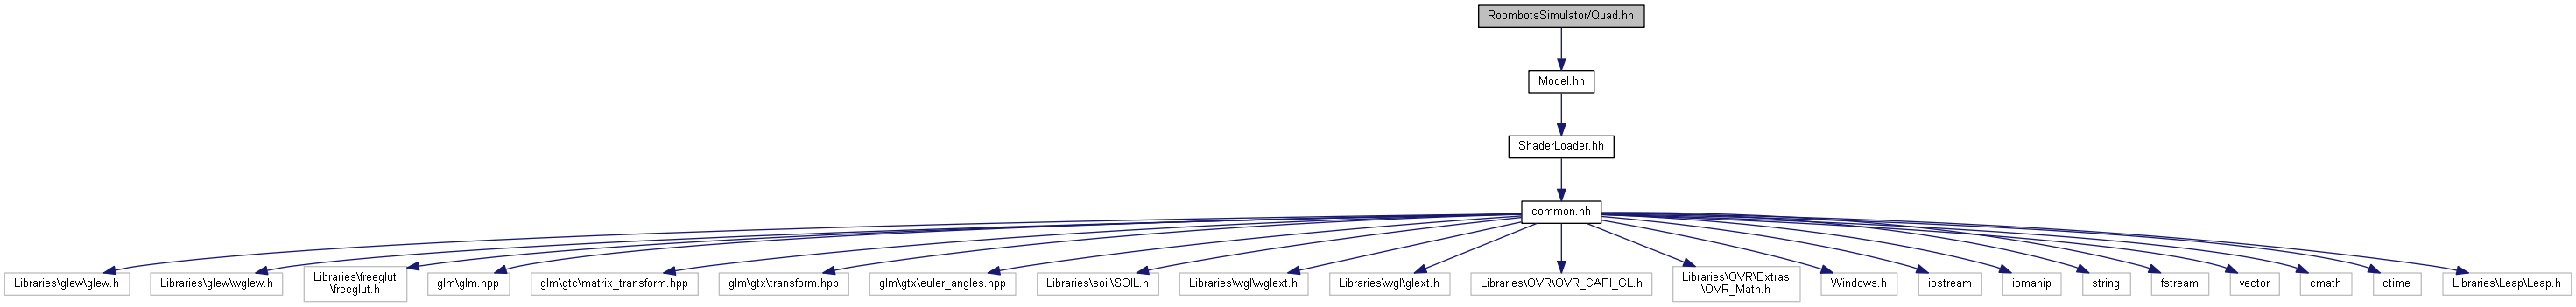 RoombotsSimulator/Quad.hh
Model.hh
ShaderLoader.hh
common.hh
Libraries\glew\glew.h
Libraries\glew\wglew.h
Libraries\freeglut
\freeglut.h
glm\glm.hpp
glm\gtc\matrix_transform.hpp
glm\gtx\transform.hpp
glm\gtx\euler_angles.hpp
Libraries\soil\SOIL.h
Libraries\wgl\wglext.h
Libraries\wgl\glext.h
Libraries\OVR\OVR_CAPI_GL.h
Libraries\OVR\Extras
\OVR_Math.h
Windows.h
iostream
iomanip
string
fstream
vector
cmath
ctime
Libraries\Leap\Leap.h